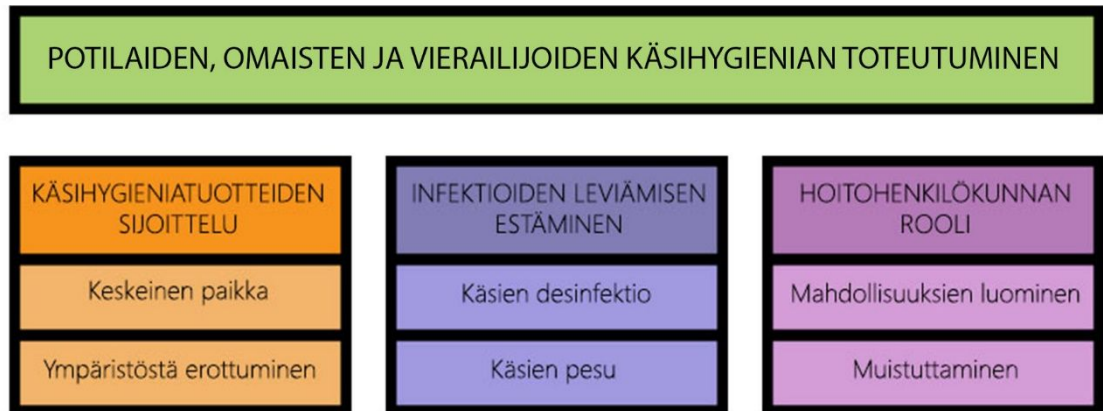 POTILAIDEN, OMAISTEN JA VIERAILIJOIDEN KÄSIHYGIENIAN TOTEUTUMINEN
KÄSIHYGIENIATUOTTEIDEN
SIJOITTELU
Keskeinen paikka
Ympäristöstä erottuminen
INFEKTIOIDEN LEVIÄMISEN
ESTÄMINEN
Käsien desinfektio
Käsien pesu
HOITOHENKILÖKUNNAN
ROOLI
Mahdollisuuksien luominen
Muistuttaminen